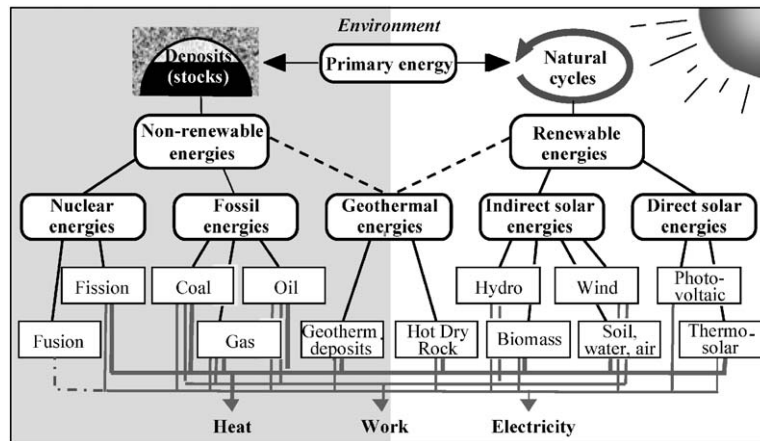 Environment
Deposits
(stocks)
Primary energy
Natural
cycles
Non-renewable
energies
Renewable
energies
Nuclear
energies
Fossil
energies
Geothermal
energies
Indirect solar
energies
Direct solar
energies
Fission
Coal
Oil
Hydro
Wind
Photo-
voltaic
Fusion
Gas
Geotherm.
deposits
Hot Dry
Rock
Biomass
Soil,
water, air
Thermo-
solar
Heat
Work
Electricity